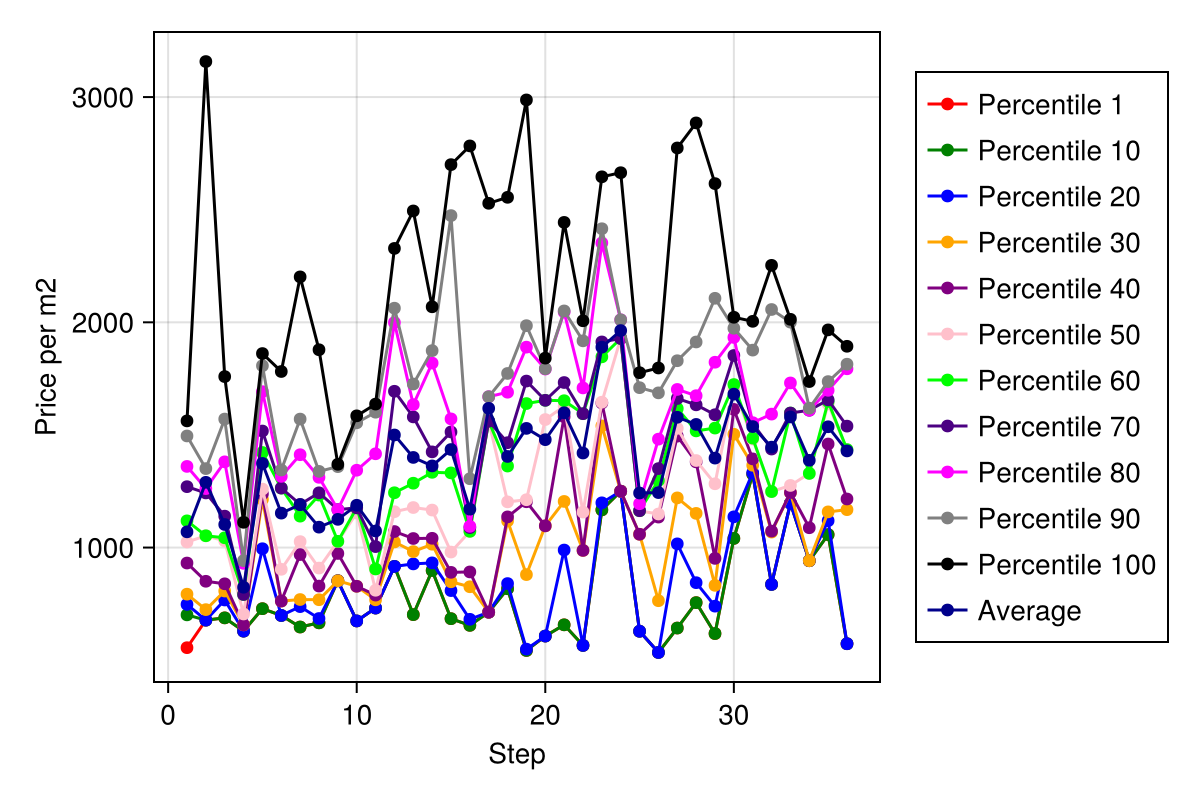 3000
2000
1000
Price per m2
0
10
20
30
Step
Percentile 1
Percentile 10
Percentile 20
Percentile 30
Percentile 40
Percentile 50
Percentile 60
Percentile 70
Percentile 80
Percentile 90
Percentile 100
Average